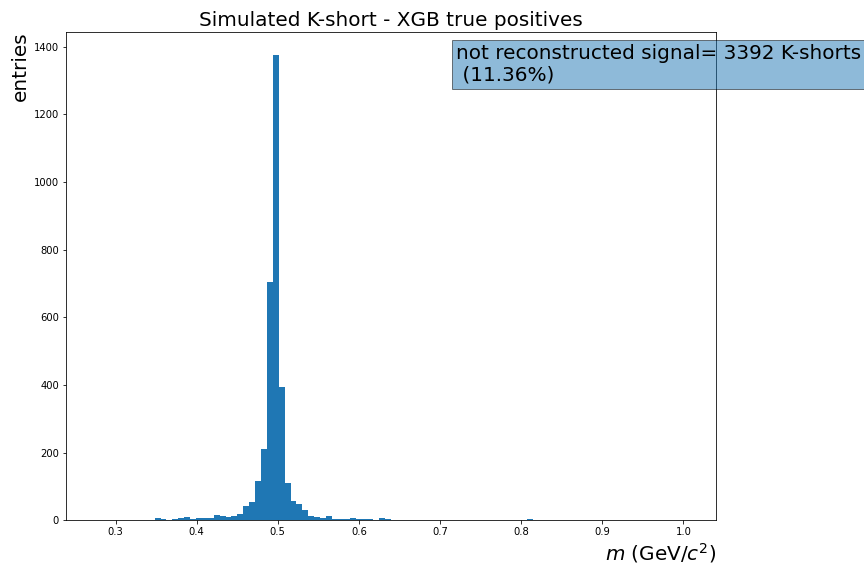 Simulated K-short - XGB true positives
entries
not reconstructed signal= 3392 K-shorts
(11.36%)
1400
1200
1000
800
600
400
200
0
0.3 0.4 0.5 0.6 0.7 0.8 0.9 1.0
m (GeV/c²)